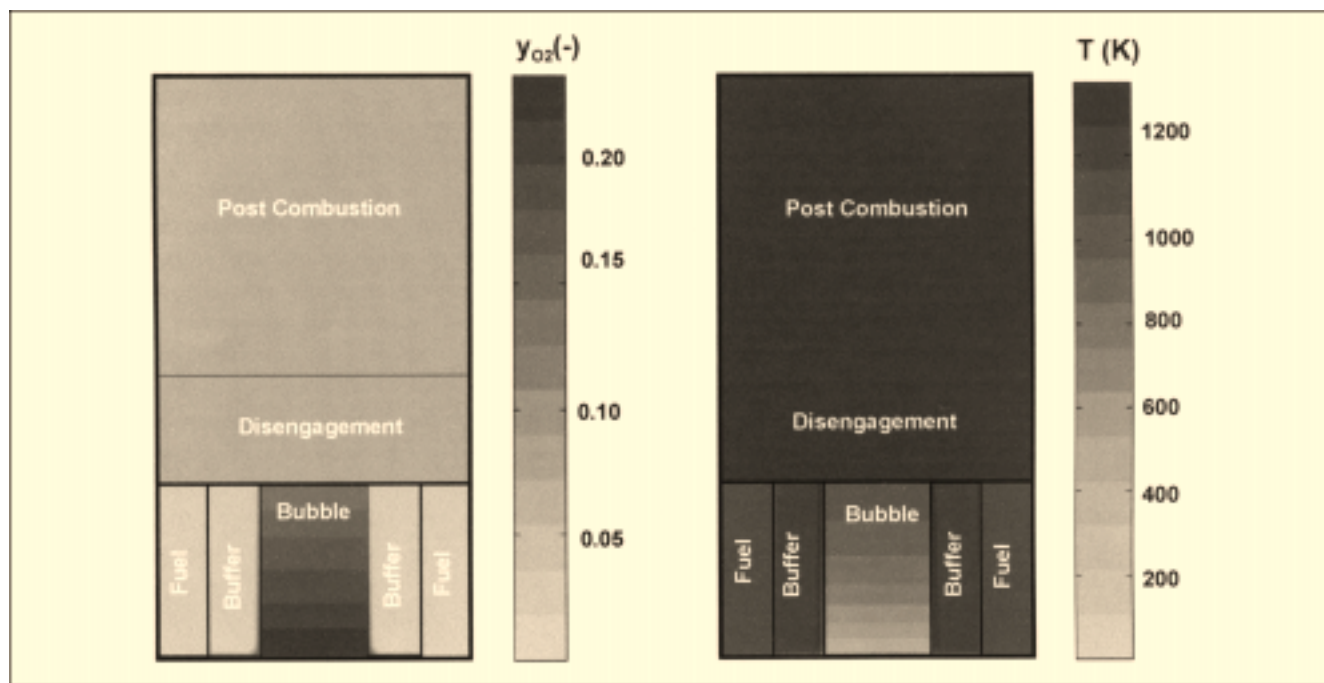 yO2(-)
0.20
0.15
0.10
0.05
Post Combustion
Disengagement
Bubble
Fuel
Buffer
Buffer
Fuel
T (K)
1200
1000
800
600
400
200
Post Combustion
Disengagement
Bubble
Fuel
Buffer
Buffer
Fuel